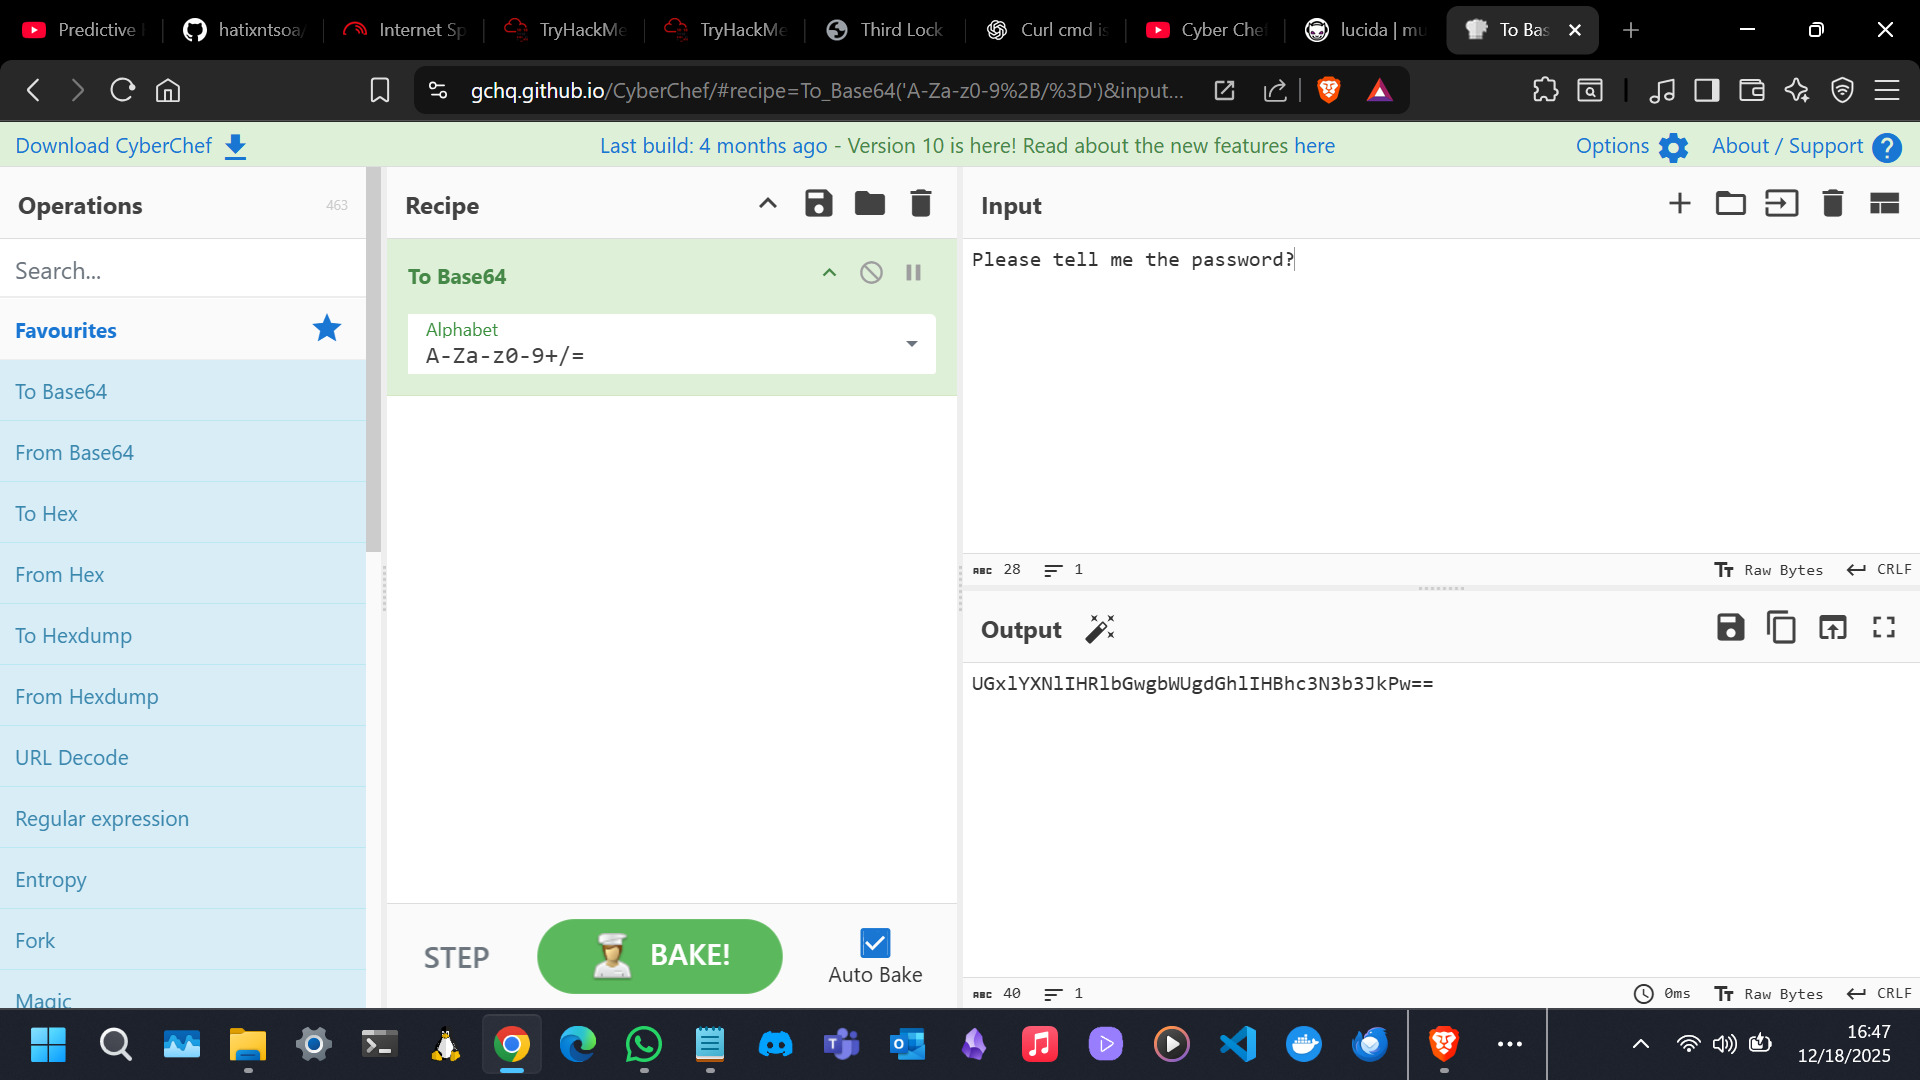 Predictive
hatixntsoa/
Internet Sp
TryHackMe
TryHackMe
Third Lock
Curl cmd is
Cyber Chef
lucida | mu
To Bas
gchq.github.io/CyberChef/#recipe=To_Base64('A-Za-z0-9%2B/%3D')&input...
Download CyberChef
Last build: 4 months ago - Version 10 is here! Read about the new features here
Options
About / Support
Operations
463
Search...
Favourites
To Base64
From Base64
To Hex
From Hex
To Hexdump
From Hexdump
URL Decode
Regular expression
Entropy
Fork
Magic
Recipe
To Base64
Alphabet
A-Za-z0-9+/=
STEP
BAKE!
Auto Bake
Input
Please tell me the password?
ABC 28
1
Raw Bytes
CRLF
Output
UGxlYXNlIHRlbGwgbWUgdGhlIHBhc3N3b3JkPw==
ABC 40
1
0ms
Raw Bytes
CRLF
16:47
12/18/2025